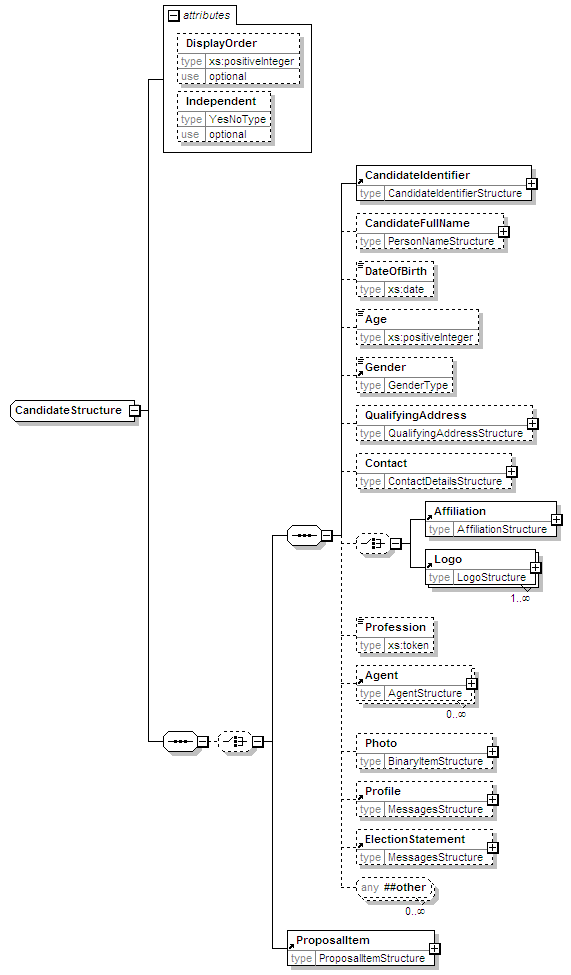 attributes
DisplayOrder
type xs:positiveInteger
use optional
Independent
type YesNoType
use optional
CandidateIdentifier
type CandidateIdentifierStructure
CandidateFullName
type PersonNameStructure
DateOfBirth
type xs:date
Age
type xs:positiveInteger
Gender
type GenderType
CandidateStructure
QualifyingAddress
type QualifyingAddressStructure
Contact
type ContactDetailsStructure
Affiliation
type AffiliationStructure
Logo
type LogoStructure
1..∞
Profession
type xs:token
Agent
type AgentStructure
0..∞
Photo
type BinaryItemStructure
Profile
type MessagesStructure
ElectionStatement
type MessagesStructure
any ##other
0..∞
ProposalItem
type ProposalItemStructure